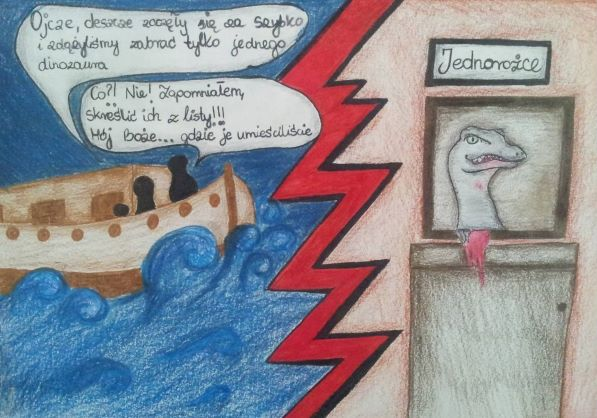 Ojcze, deszcze zaczęły się za szybko
i zdążyliśmy zabrać tylko jednego
dinozaura
Co?! Nie! Zapomniałem,
skreślić ich z listy!!!
Mój Boże... gdzie je umieściliście
Jednorożce